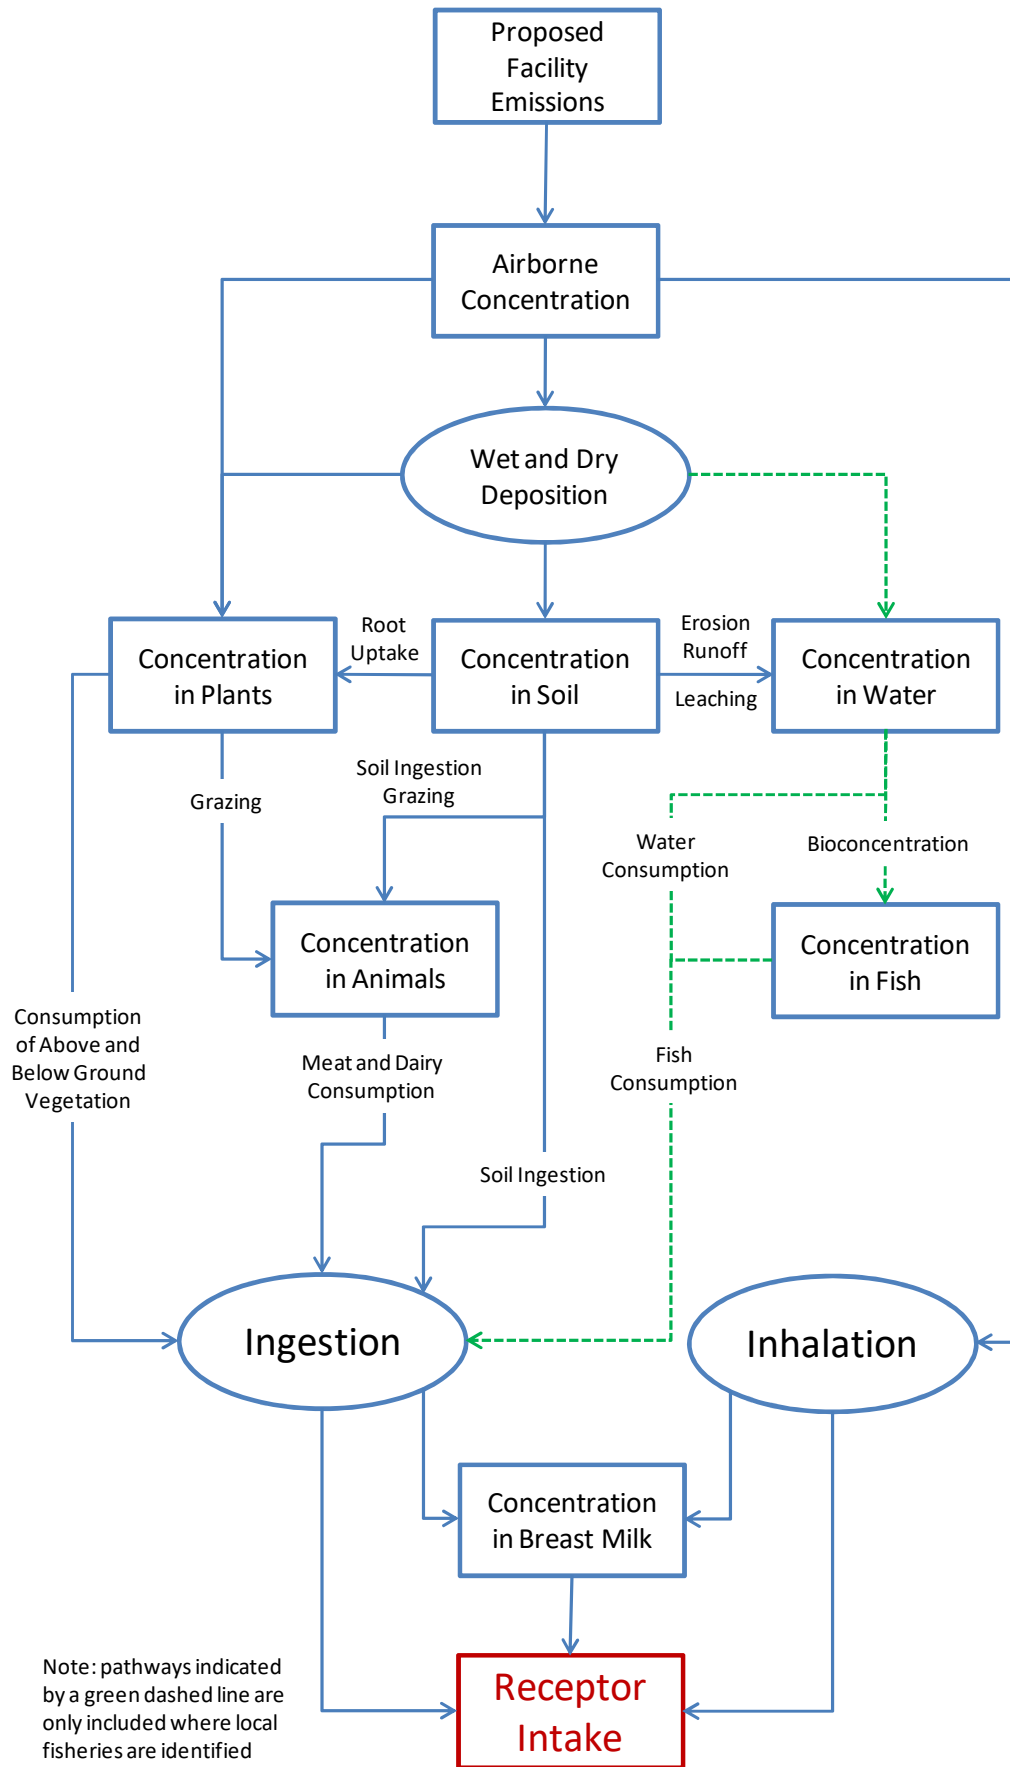 Proposed
Facility
Emissions
Airborne
Concentration
Wet and Dry
Deposition
Root
Uptake
Erosion
Runoff
Leaching
Concentration
in Plants
Concentration
in Soil
Concentration
in Water
Soil Ingestion
Grazing
Grazing
Water
Consumption
Bioconcentration
Concentration
in Animals
Concentration
in Fish
Consumption
of Above and
Below Ground
Vegetation
Meat and Dairy
Consumption
Fish
Consumption
Soil Ingestion
Ingestion
Inhalation
Concentration
in Breast Milk
Receptor
Intake
Note: pathways indicated
by a green dashed line are
only included where local
fisheries are identified